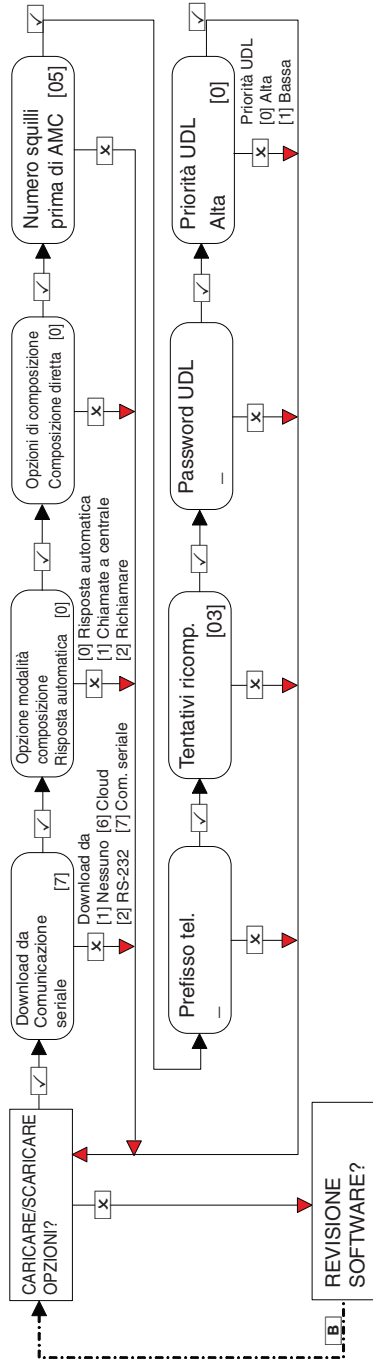 CARICARE/SCARICARE
OPZIONI?
Download da
Comunicazione
seriale
[7]
Download da
[1] Nessuno [6] Cloud
[2] RS-232 [7] Com. seriale
Opzione modalità
composizione
Risposta automatica
[0]
[0] Risposta automatica
[1] Chiamate a centrale
[2] Richiamare
Opzioni di composizione
Composizione diretta [0]
Numero squilli
prima di AMC [05]
Prefisso tel.
_
Tentativi ricomp.
[03]
Password UDL
_
Priorità UDL
Alta [0]
Priorità UDL
[0] Alta
[1] Bassa
REVISIONE
SOFTWARE?
B